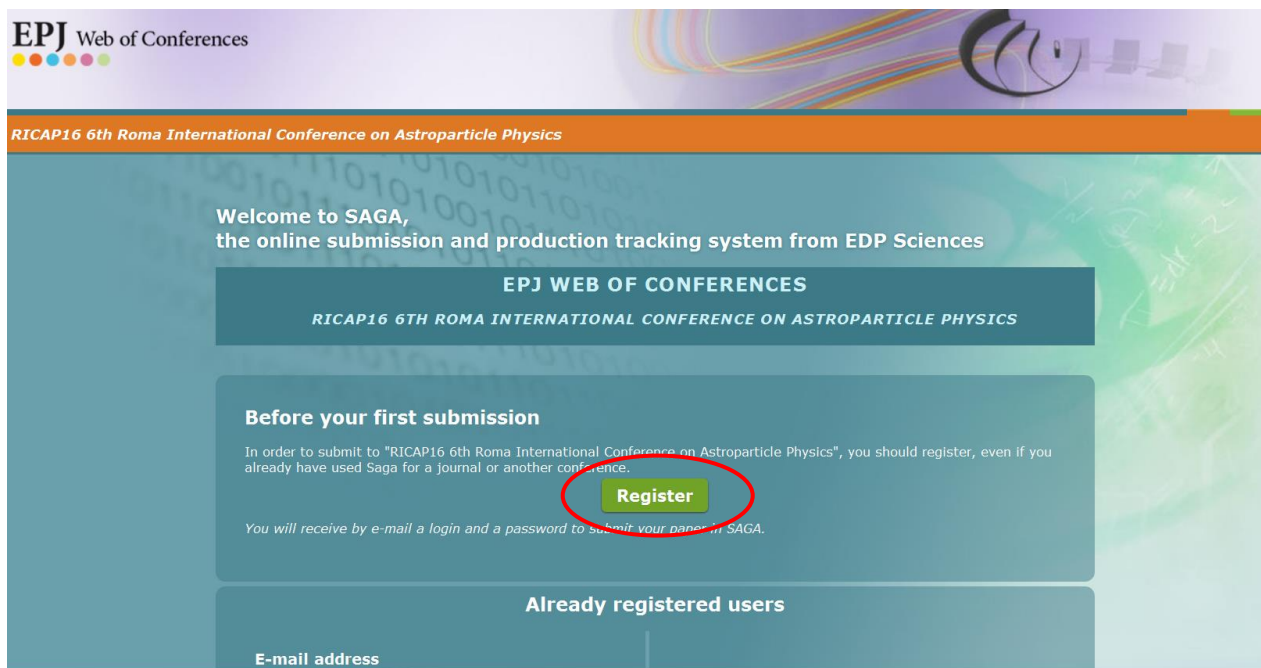 EPJ Web of Conferences
RICAP16 6th Roma International Conference on Astroparticle Physics
Welcome to SAGA,
the online submission and production tracking system from EDP Sciences
EPJ WEB OF CONFERENCES
RICAP16 6TH ROMA INTERNATIONAL CONFERENCE ON ASTROPARTICLE PHYSICS
Before your first submission
In order to submit to "RICAP16 6th Roma International Conference on Astroparticle Physics", you should register, even if you
already have used Saga for a journal or another conference.
Register
You will receive by e-mail a login and a password to submit your paper in SAGA.
Already registered users
E-mail address